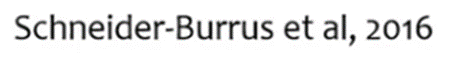 Schneider-Burrus et al, 2016